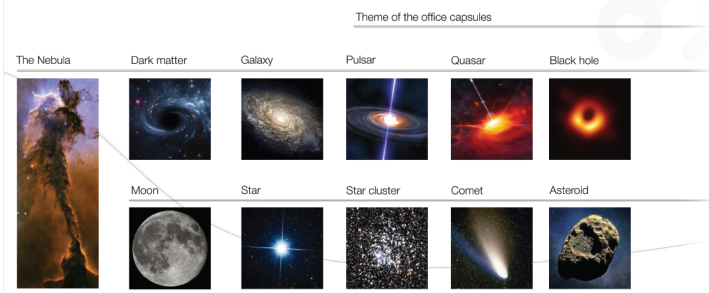 Theme of the office capsules
The Nebula
Dark matter
Galaxy
Pulsar
Quasar
Black hole
Moon
Star
Star cluster
Comet
Asteroid